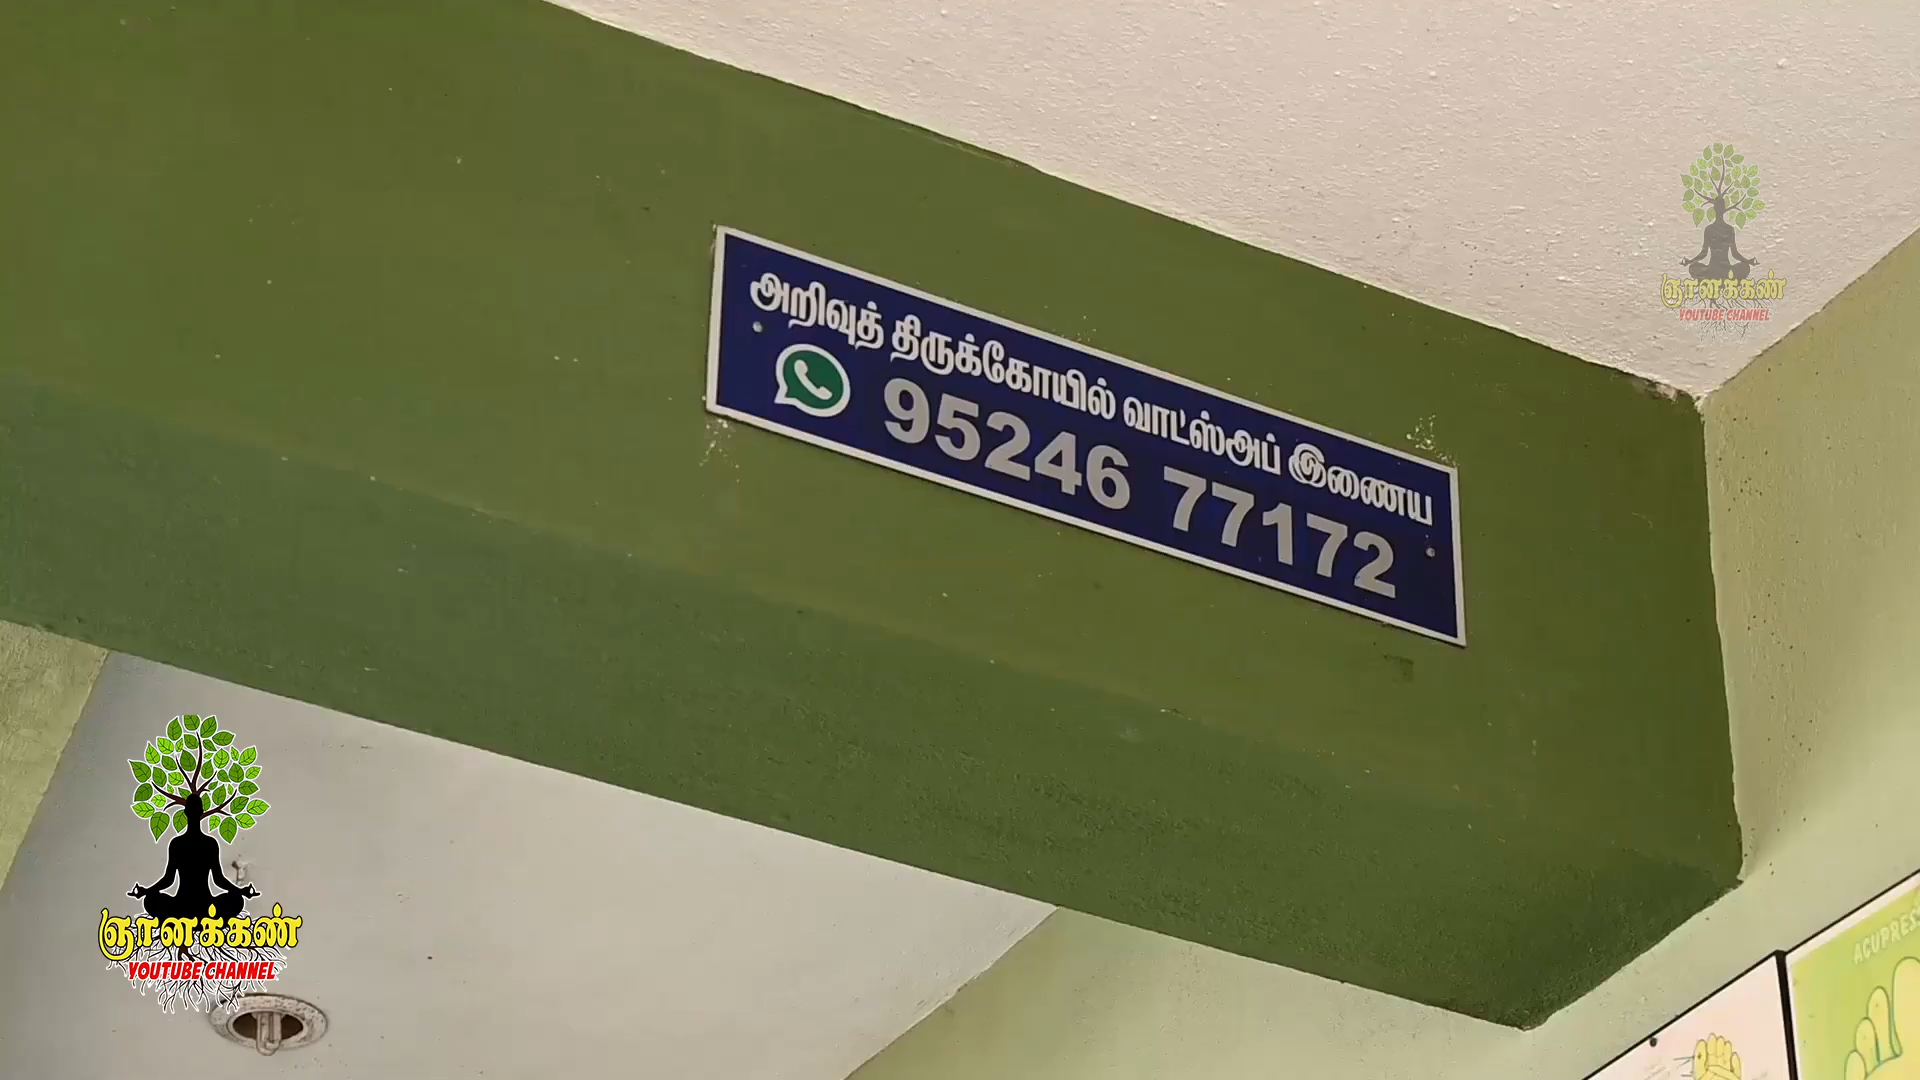 அறிவுத் திருக்கோயில் வாட்ஸ்அப் இணைய
95246 77172
ஞானக்கண்
YOUTUBE CHANNEL
ஞானக்கண்
YOUTUBE CHANNEL